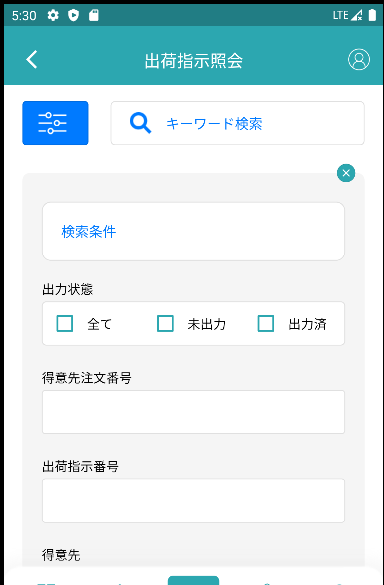 5:30 LTE
出荷指示照会
キーワード検索
検索条件
出力状態
全て 未出力 出力済
得意先注文番号
出荷指示番号
得意先